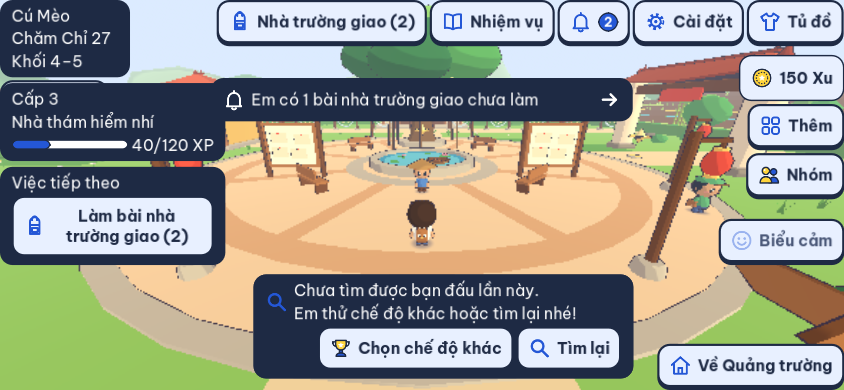 Cú Mèo
Chăm Chỉ 27
Khối 4-5
Nhà trường giao (2)
Nhiệm vụ
2
Cài đặt
Tủ đồ
150 Xu
Cấp 3
Nhà thám hiểm nhí
40/120 XP
Em có 1 bài nhà trường giao chưa làm
Thêm
Nhóm
Việc tiếp theo
Làm bài nhà
trường giao (2)
Biểu cảm
Chưa tìm được bạn đấu lần này.
Em thử chế độ khác hoặc tìm lại nhé!
Chọn chế độ khác
Tìm lại
Về Quảng trường